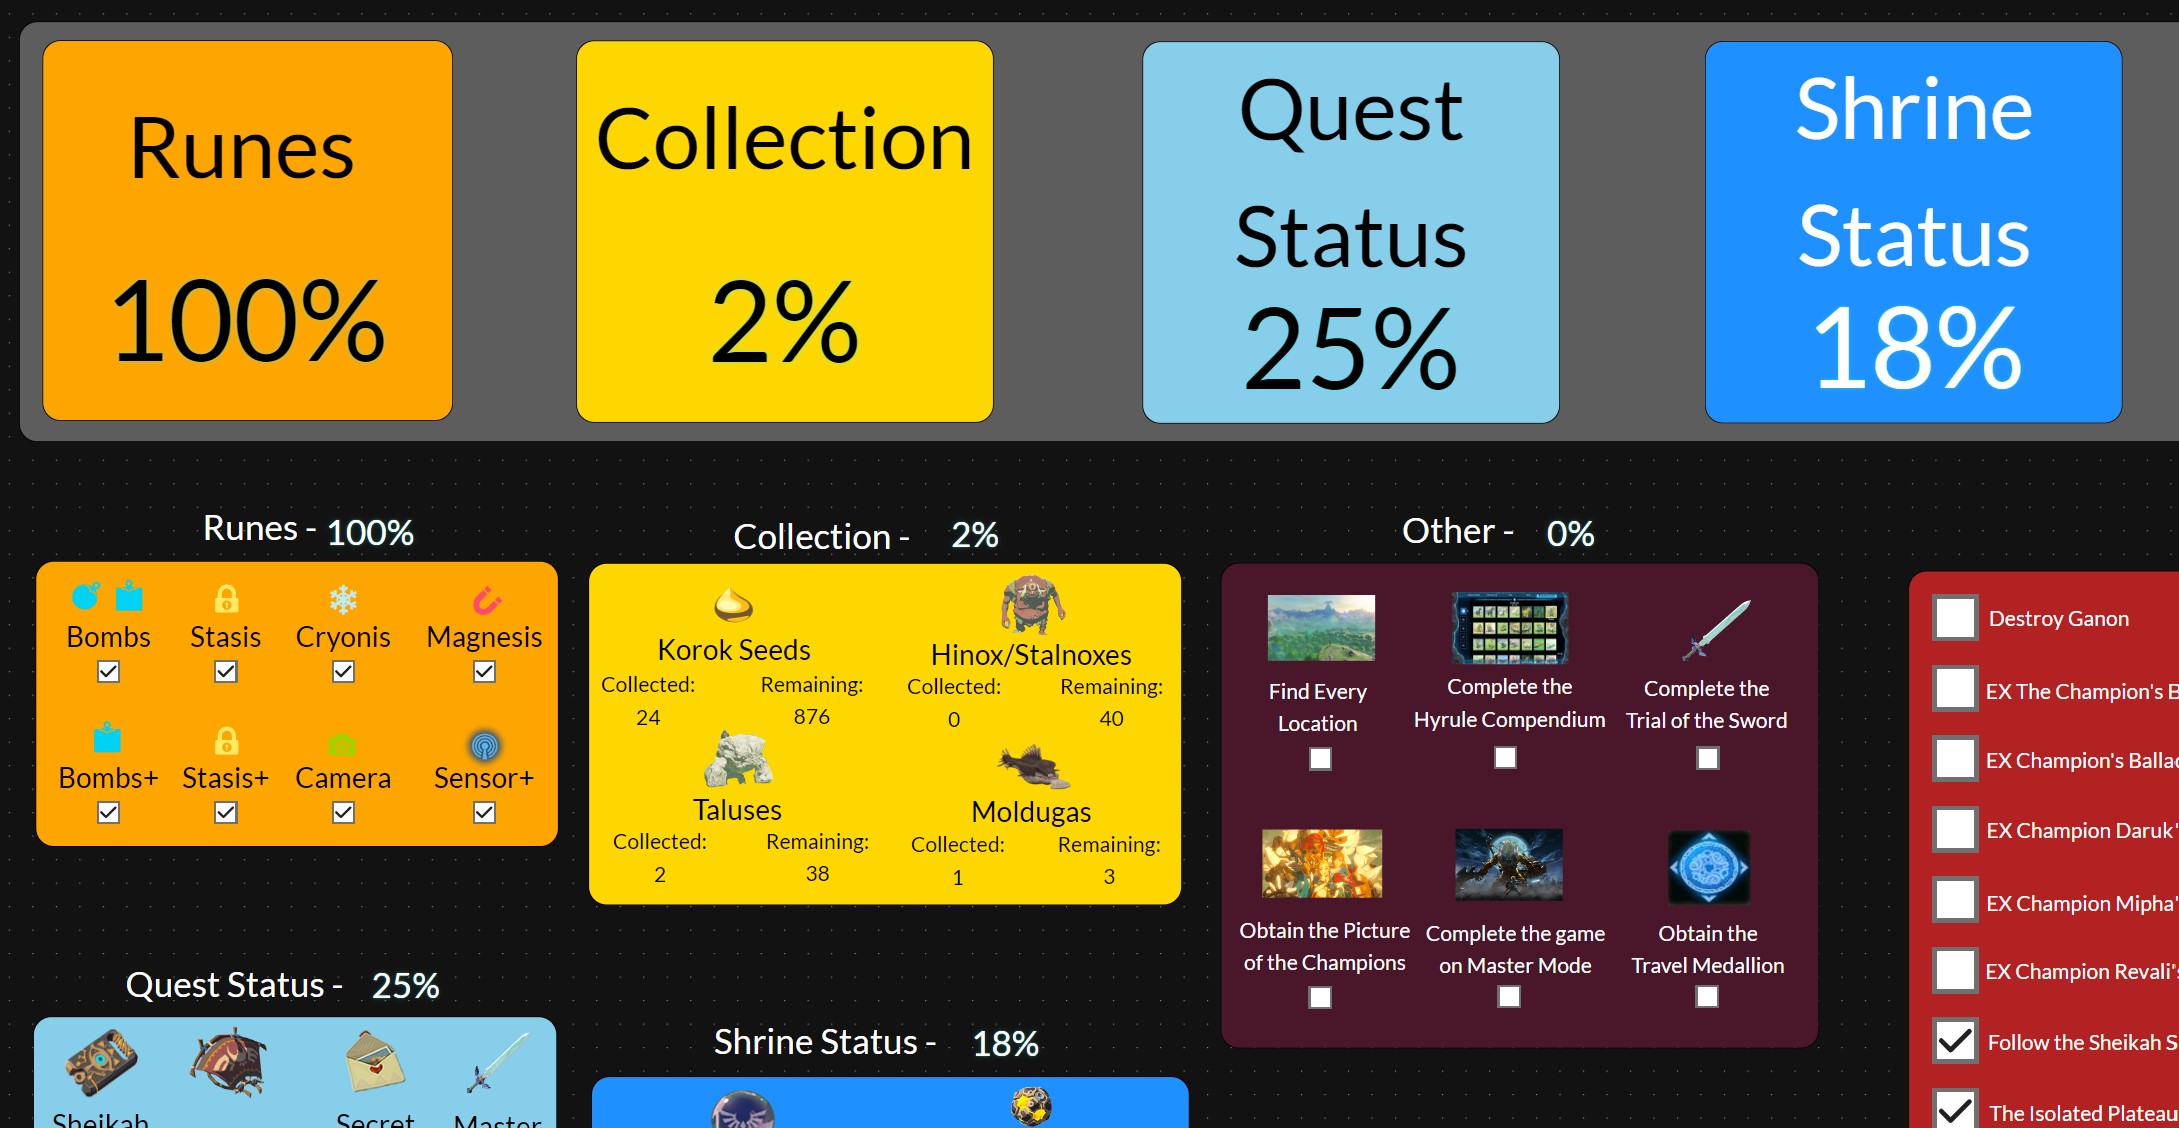 Runes
100%
Collection
2%
Quest
Status
25%
Shrine
Status
18%
Runes - 100%
Bombs
Stasis
Cryonis
Magnesis
Bombs+
Stasis+
Camera
Sensor+
Collection - 2%
Korok Seeds
Collected:
Remaining:
24
876
Hinox/Stalnoxes
Collected:
Remaining:
0
40
Taluses
Collected:
Remaining:
2
38
Moldugas
Collected:
Remaining:
1
3
Other - 0%
Find Every
Location
Complete the
Hyrule Compendium
Complete the
Trial of the Sword
Obtain the Picture
of the Champions
Complete the game
on Master Mode
Obtain the
Travel Medallion
Destroy Ganon
EX The Champion's
EX Champion's
EX Champion Daruk'
EX Champion Mipha'
EX Champion Revali's
Follow the Sheikah
The Isolated Plateau
Quest Status - 25%
Sheikah
Secret
Master
Shrine Status - 18%